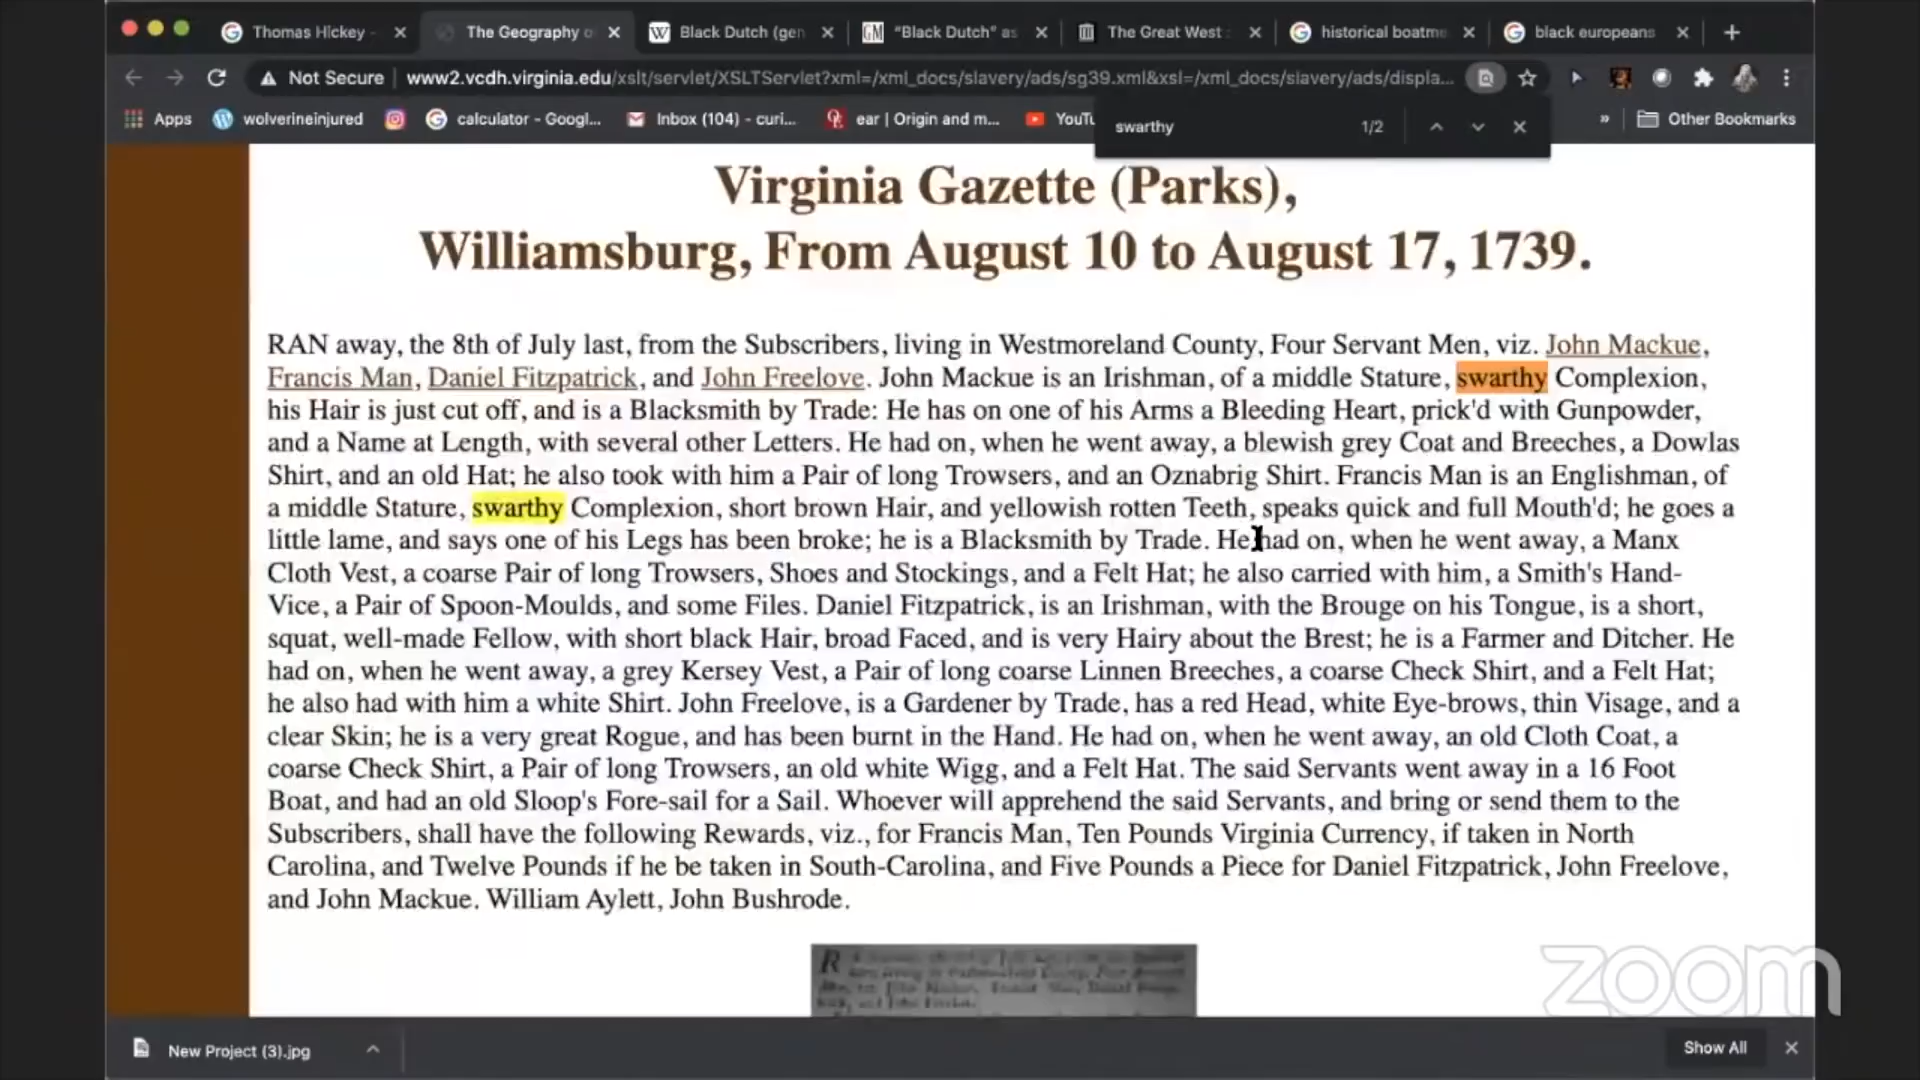 Thomas Hickey -
The Geography o
Black Dutch (gen
"Black Dutch" as
The Great West
historical boatme
black europeans
Not Secure
www2.vcdh.virginia.edu/xslt/servlet/XSLTServlet?xml=/xml_docs/slavery/ads/sg39.xml&xsl=/xml_docs/slavery/ads/displa...
Apps
wolverineinjured
calculator - Googl...
Inbox (104) - curi...
ear | Origin and m...
YouTu
»
Other Bookmarks
swarthy
1/2
Virginia Gazette (Parks),
Williamsburg, From August 10 to August 17, 1739.
RAN away, the 8th of July last, from the Subscribers, living in Westmoreland County, Four Servant Men, viz. John Mackue,
Francis Man, Daniel Fitzpatrick, and John Freelove. John Mackue is an Irishman, of a middle Stature, swarthy Complexion,
his Hair is just cut off, and is a Blacksmith by Trade: He has on one of his Arms a Bleeding Heart, prick'd with Gunpowder,
and a Name at Length, with several other Letters. He had on, when he went away, a blewish grey Coat and Breeches, a Dowlas
Shirt, and an old Hat; he also took with him a Pair of long Trowsers, and an Oznabrig Shirt. Francis Man is an Englishman, of
a middle Stature, swarthy Complexion, short brown Hair, and yellowish rotten Teeth, speaks quick and full Mouth'd; he goes a
little lame, and says one of his Legs has been broke; he is a Blacksmith by Trade. He had on, when he went away, a Manx
Cloth Vest, a coarse Pair of long Trowsers, Shoes and Stockings, and a Felt Hat; he also carried with him, a Smith's Hand-
Vice, a Pair of Spoon-Moulds, and some Files. Daniel Fitzpatrick, is an Irishman, with the Brouge on his Tongue, is a short,
squat, well-made Fellow, with short black Hair, broad Faced, and is very Hairy about the Brest; he is a Farmer and Ditcher. He
had on, when he went away, a grey Kersey Vest, a Pair of long coarse Linnen Breeches, a coarse Check Shirt, and a Felt Hat;
he also had with him a white Shirt. John Freelove, is a Gardener by Trade, has a red Head, white Eye-brows, thin Visage, and a
clear Skin; he is a very great Rogue, and has been burnt in the Hand. He had on, when he went away, an old Cloth Coat, a
coarse Check Shirt, a Pair of long Trowsers, an old white Wigg, and a Felt Hat. The said Servants went away in a 16 Foot
Boat, and had an old Sloop's Fore-sail for a Sail. Whoever will apprehend the said Servants, and bring or send them to the
Subscribers, shall have the following Rewards, viz., for Francis Man, Ten Pounds Virginia Currency, if taken in North
Carolina, and Twelve Pounds if he be taken in South-Carolina, and Five Pounds a Piece for Daniel Fitzpatrick, John Freelove,
and John Mackue. William Aylett, John Bushrode.
zoom
New Project (3).jpg
Show All